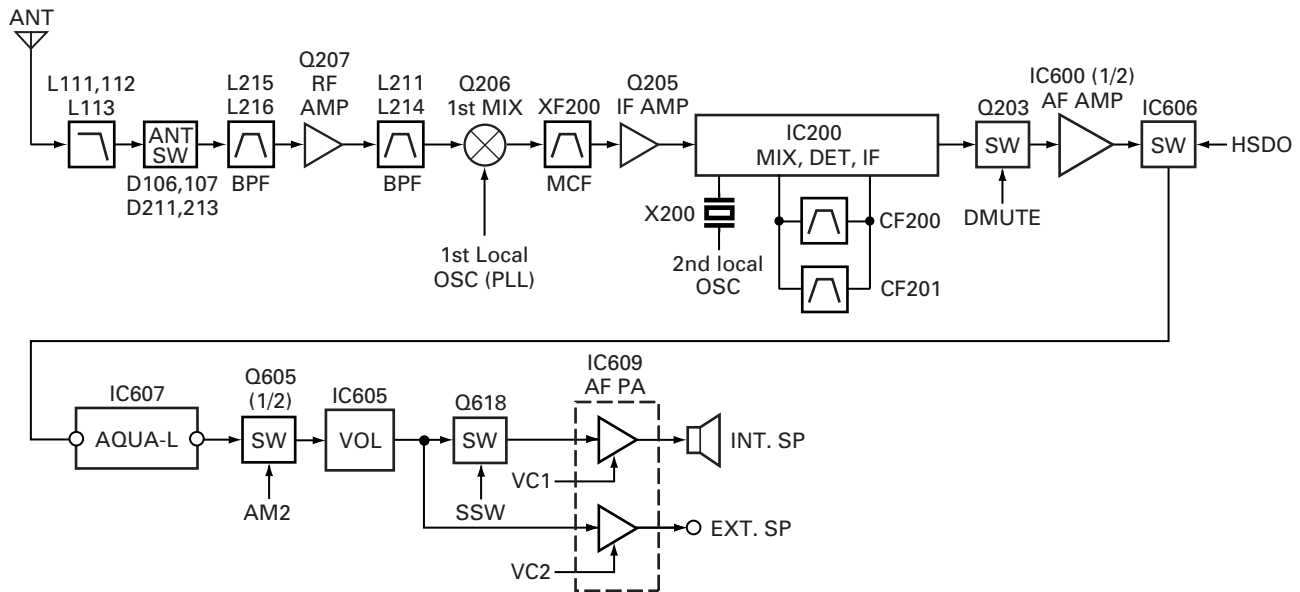 ANT
L111,112
L113
ANT
SW
D106,107
D211,213
L215
L216
BPF
Q207
RF
AMP
L211
L214
BPF
Q206
1st MIX
1st Local
OSC (PLL)
XF200
MCF
Q205
IF AMP
IC200
MIX, DET, IF
X200
2nd local
OSC
CF200
CF201
Q203
SW
DMUTE
IC600 (1/2)
AF AMP
IC606
SW
HSDO
IC607
AQUA-L
Q605
(1/2)
SW
AM2
IC605
VOL
Q618
SW
SSW
IC609
AF PA
VC1
INT. SP
VC2
EXT. SP